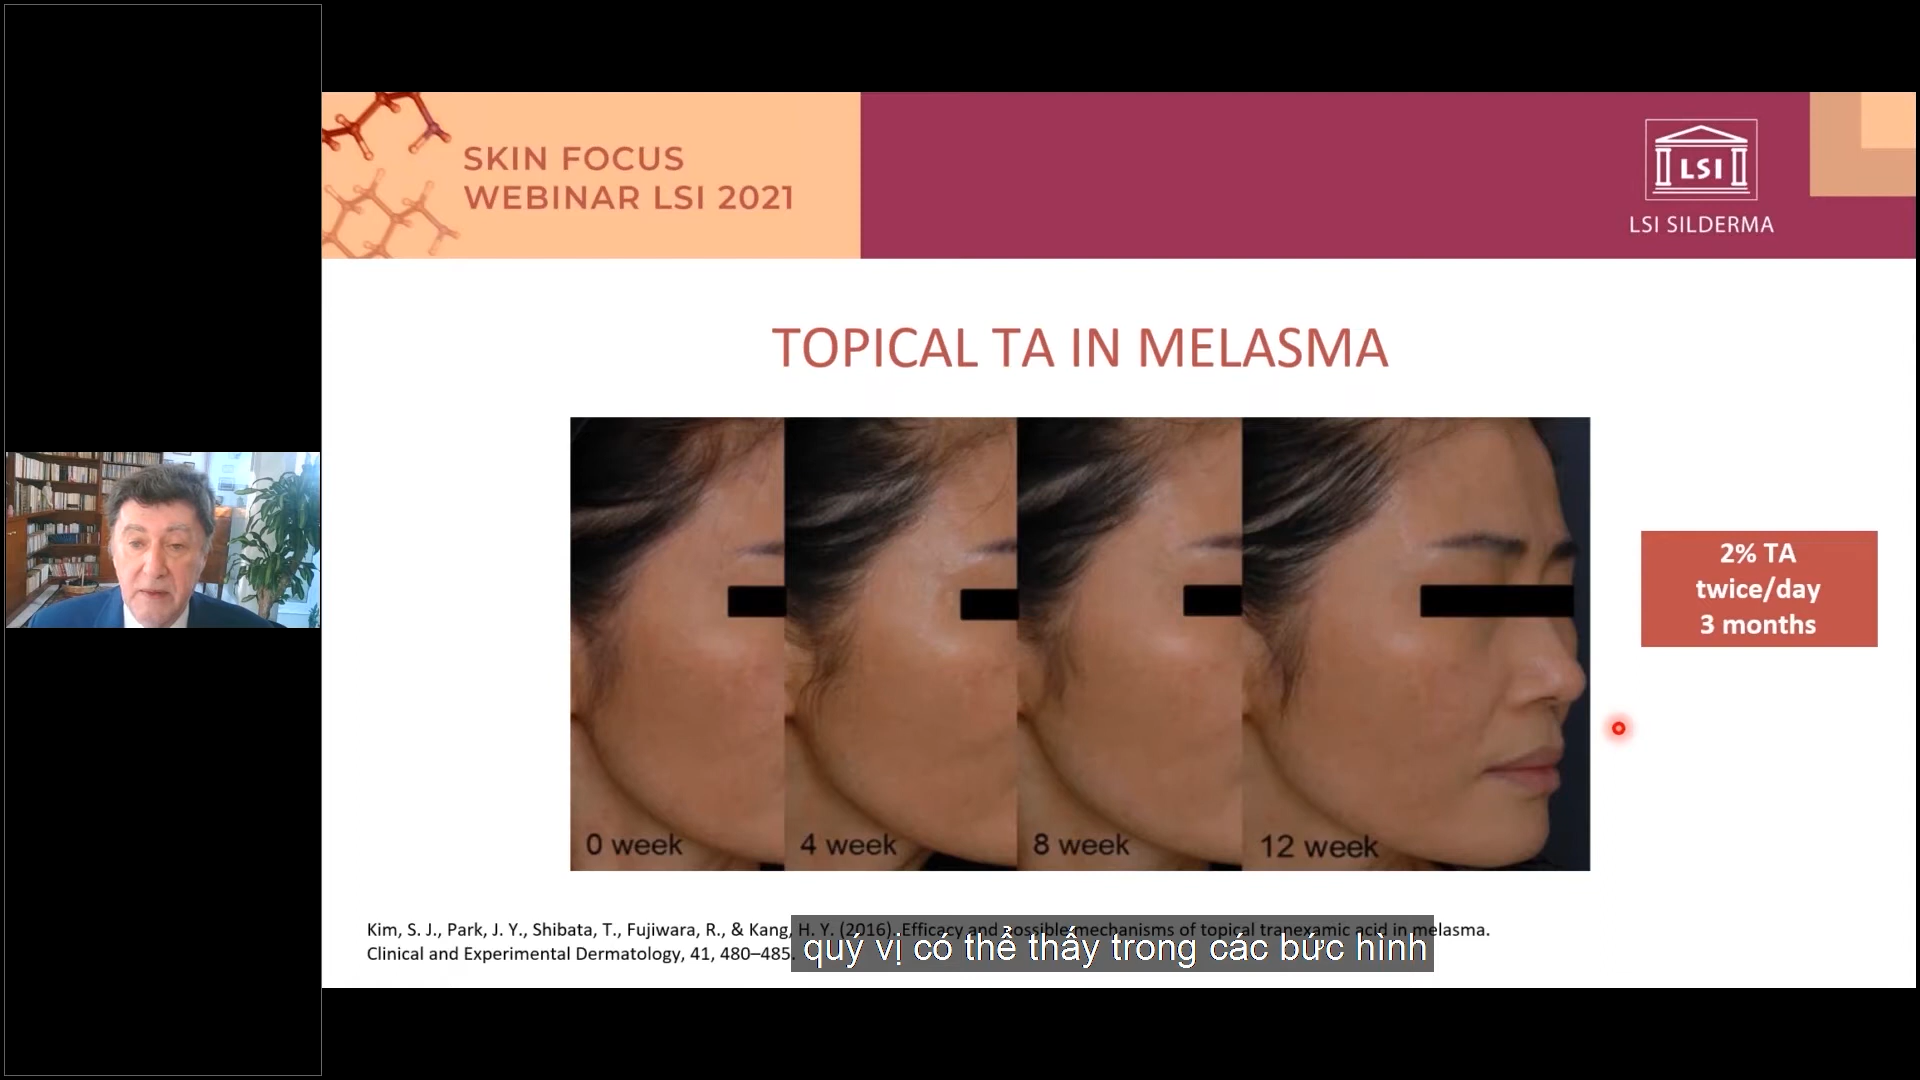 SKIN FOCUS
WEBINAR LSI 2021
LSI
LSI SILDERMA
TOPICAL TA IN MELASMA
0 week
4 week
8 week
12 week
2% TA
twice/day
3 months
Kim, S. J., Park, J. Y., Shibata, T., Fujiwara, R., & Kang, H. Y. (2016). Efficacy and possible mechanisms of topical tranexamic acid in melasma.
Clinical and Experimental Dermatology, 41, 480–485.
quý vị có thể thấy trong các bức hình